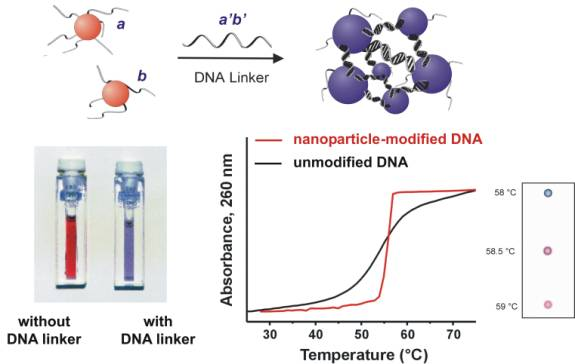 a
a'b'
b
DNA Linker
without
DNA linker
with
DNA linker
Absorbance, 260 nm
nanoparticle-modified DNA
unmodified DNA
30 40 50 60 70
Temperature (°C)
58 °C
58.5 °C
59 °C